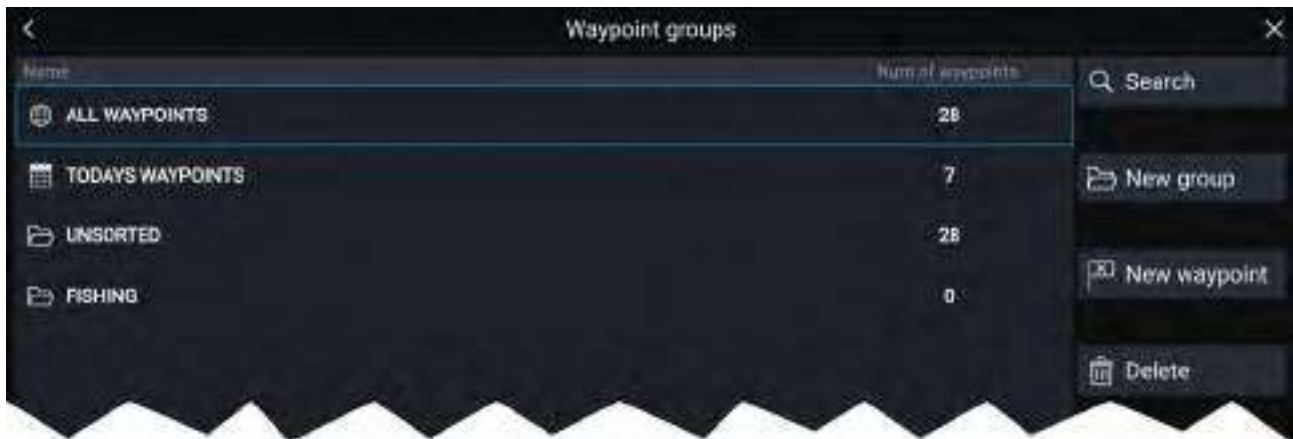 Waypoint groups
Name Num of waypoints
ALL WAYPOINTS 28
TODAYS WAYPOINTS 7
UNSORTED 28
FISHING 0
Search
New group
New waypoint
Delete